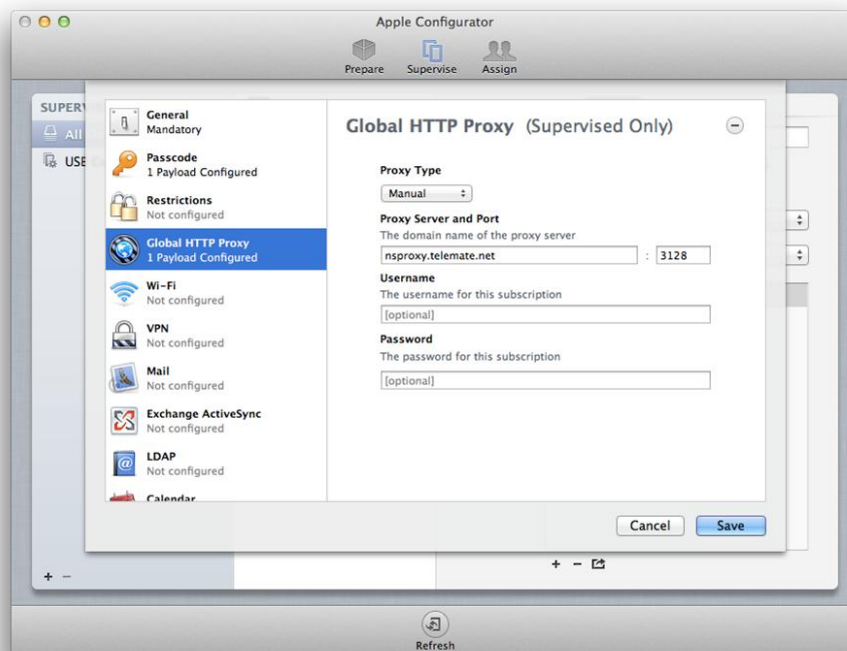 Apple Configurator
Prepare
Supervise
Assign
SUPER
All
USE
General
Mandatory
Passcode
1 Payload Configured
Restrictions
Not configured
Global HTTP Proxy
1 Payload Configured
Wi-Fi
Not configured
VPN
Not configured
Mail
Not configured
Exchange ActiveSync
Not configured
LDAP
Not configured
Calendar
Global HTTP Proxy (Supervised Only)
Proxy Type
Manual
Proxy Server and Port
The domain name of the proxy server
nsproxy.telemate.net : 3128
Username
The username for this subscription
[optional]
Password
The password for this subscription
[optional]
Cancel
Save
Refresh